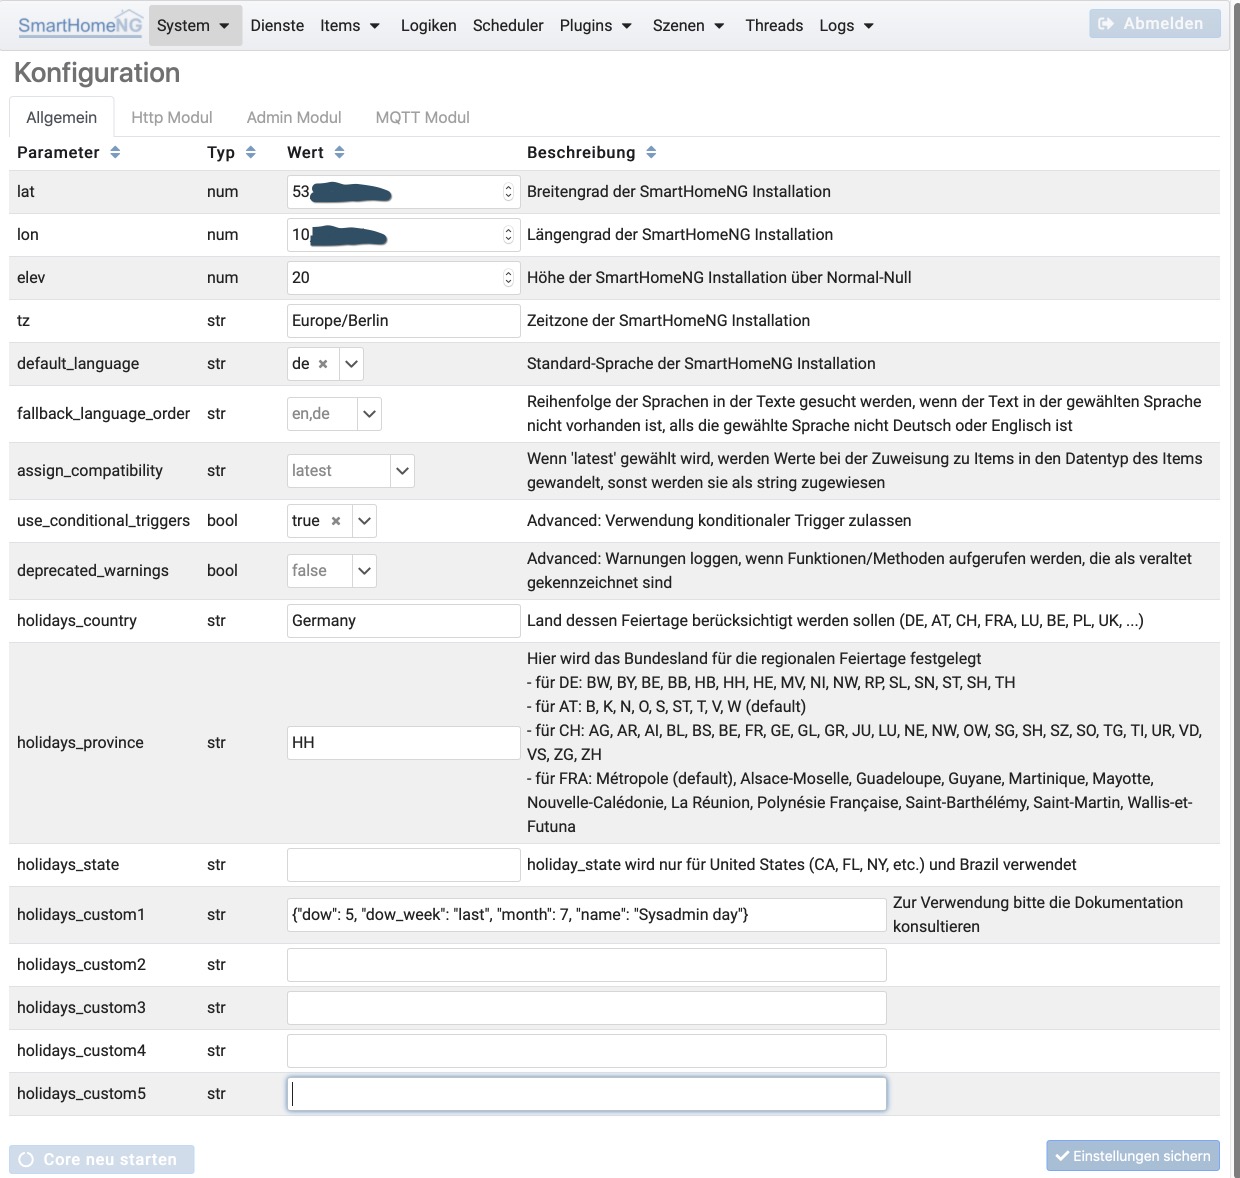 SmartHomeNG System Dienste Items Logiken Scheduler Plugins Szenen Threads Logs Abmelden
Konfiguration
Allgemein Http Modul Admin Modul MQTT Modul
Parameter Typ Wert Beschreibung
lat num 53 Breitengrad der SmartHomeNG Installation
lon num 10 Längengrad der SmartHomeNG Installation
elev num 20 Höhe der SmartHomeNG Installation über Normal-Null
tz str Europe/Berlin Zeitzone der SmartHomeNG Installation
default_language str de Standard-Sprache der SmartHomeNG Installation
fallback_language_order str en,de Reihenfolge der Sprachen in der Texte gesucht werden, wenn der Text in der gewählten Sprache
nicht vorhanden ist, alls die gewählte Sprache nicht Deutsch oder Englisch ist
assign_compatibility str latest Wenn 'latest' gewählt wird, werden Werte bei der Zuweisung zu Items in den Datentyp des Items
gewandelt, sonst werden sie als string zugewiesen
use_conditional_triggers bool true Advanced: Verwendung konditionaler Trigger zulassen
deprecated_warnings bool false Advanced: Warnungen loggen, wenn Funktionen/Methoden aufgerufen werden, die als veraltet
gekennzeichnet sind
holidays_country str Germany Land dessen Feiertage berücksichtigt werden sollen (DE, AT, CH, FRA, LU, BE, PL, UK, ...)
holidays_province str HH Hier wird das Bundesland für die regionalen Feiertage festgelegt
- für DE: BW, BY, BE, BB, HB, HH, HE, MV, NI, NW, RP, SL, SN, ST, SH, TH
- für AT: B, K, N, O, S, ST, T, V, W (default)
- für CH: AG, AR, AI, BL, BS, BE, FR, GE, GL, GR, JU, LU, NE, NW, OW, SG, SH, SZ, SO, TG, TI, UR, VD,
VS, ZG, ZH
- für FRA: Métropole (default), Alsace-Moselle, Guadeloupe, Guyane, Martinique, Mayotte,
Nouvelle-Calédonie, La Réunion, Polynésie Française, Saint-Barthélémy, Saint-Martin, Wallis-et-
Futuna
holidays_state str holiday_state wird nur für United States (CA, FL, NY, etc.) und Brazil verwendet
holidays_custom1 str {"dow": 5, "dow_week": "last", "month": 7, "name": "Sysadmin day"} Zur Verwendung bitte die Dokumentation
konsultieren
holidays_custom2 str
holidays_custom3 str
holidays_custom4 str
holidays_custom5 str
Core neu starten Einstellungen sichern